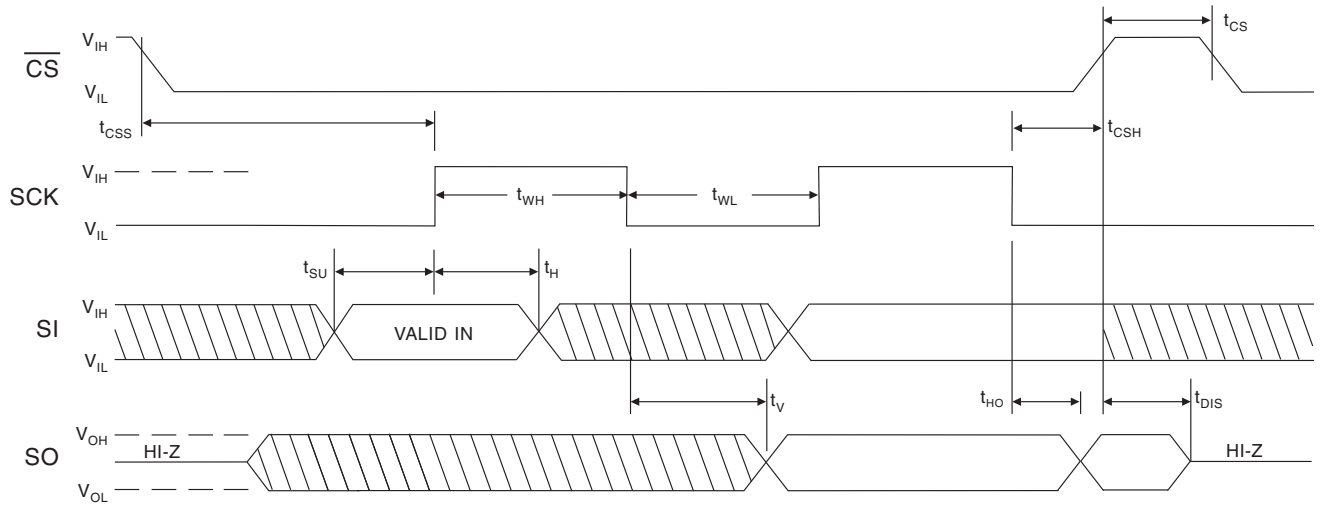 V_IH
t_CS
CS
V_IL
t_CSS
t_CSH
V_IH
SCK
t_WH
t_WL
V_IL
t_SU
t_H
V_IH
SI
VALID IN
V_IL
t_V
t_HO
t_DIS
V_OH
SO
HI-Z
HI-Z
V_OL